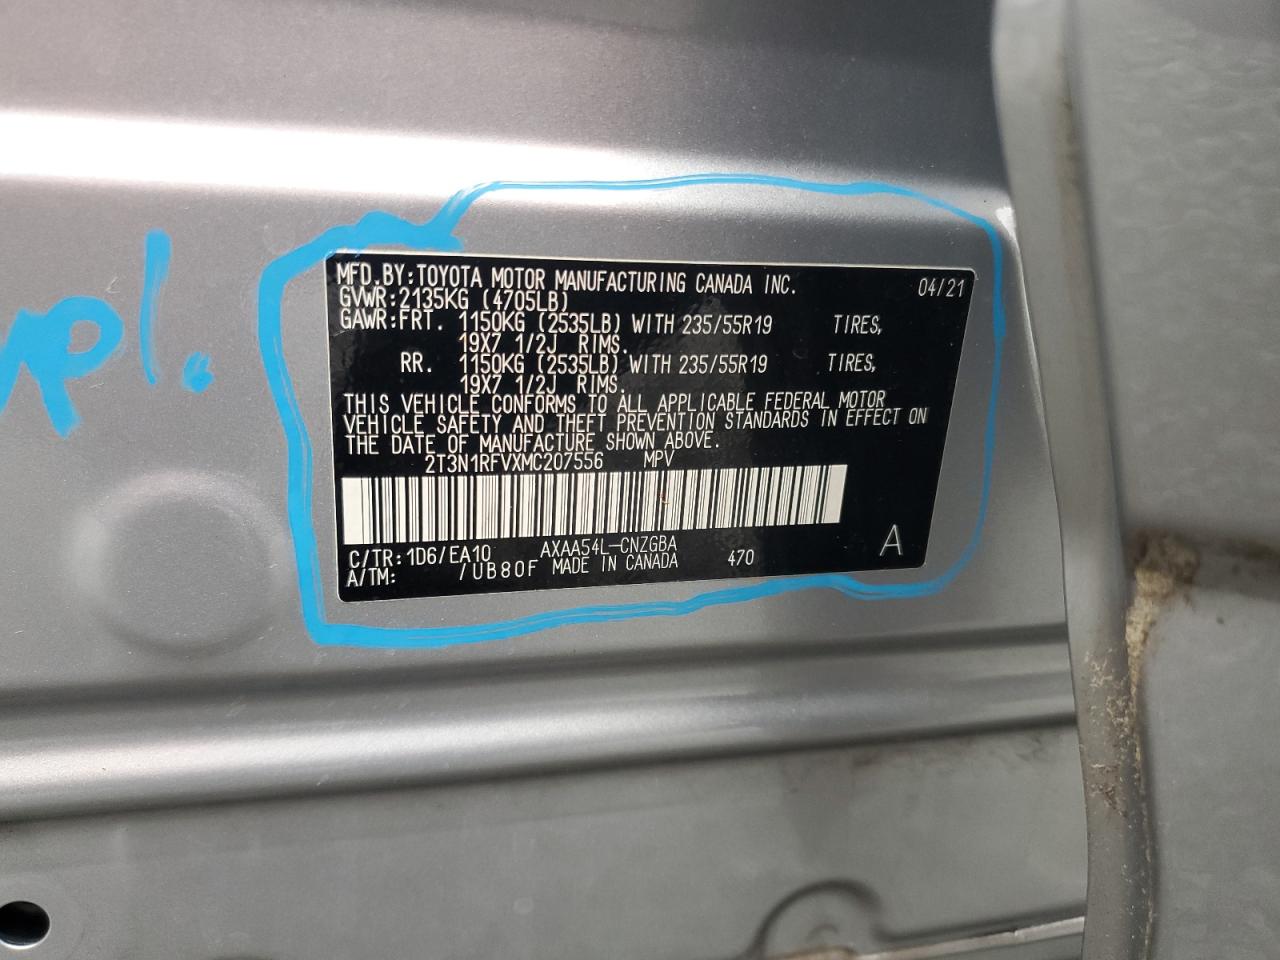 MFD.BY:TOYOTA MOTOR MANUFACTURING CANADA INC. 04/21
GVWR:2135KG (4705LB)
GAWR:FRT. 1150KG (2535LB) WITH 235/55R19 TIRES,
19X7 1/2J RIMS.
RR. 1150KG (2535LB) WITH 235/55R19 TIRES,
19X7 1/2J RIMS.
THIS VEHICLE CONFORMS TO ALL APPLICABLE FEDERAL MOTOR
VEHICLE SAFETY AND THEFT PREVENTION STANDARDS IN EFFECT ON
THE DATE OF MANUFACTURE SHOWN ABOVE.
2T3N1RFVXMC207556 MPV
C/TR:1D6/EA10 AXAA54L-CNZGBA
A/TM: /UB80F MADE IN CANADA 470 A